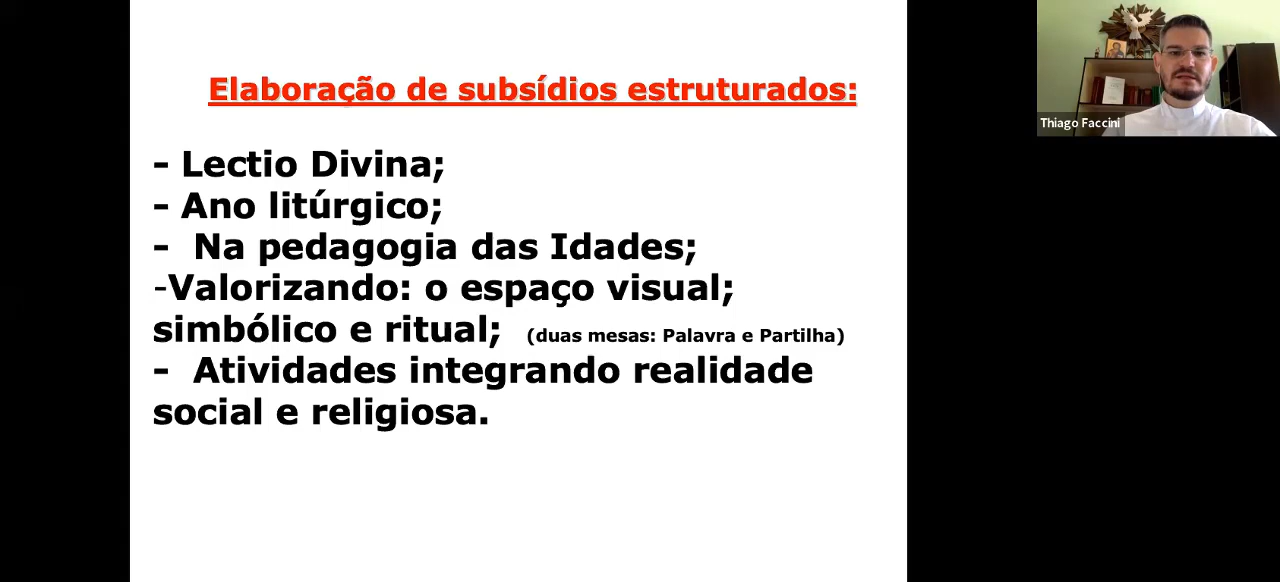 Elaboração de subsídios estruturados:
- Lectio Divina;
- Ano litúrgico;
- Na pedagogia das Idades;
-Valorizando: o espaço visual;
simbólico e ritual; (duas mesas: Palavra e Partilha)
- Atividades integrando realidade
social e religiosa.
Thiago Faccini